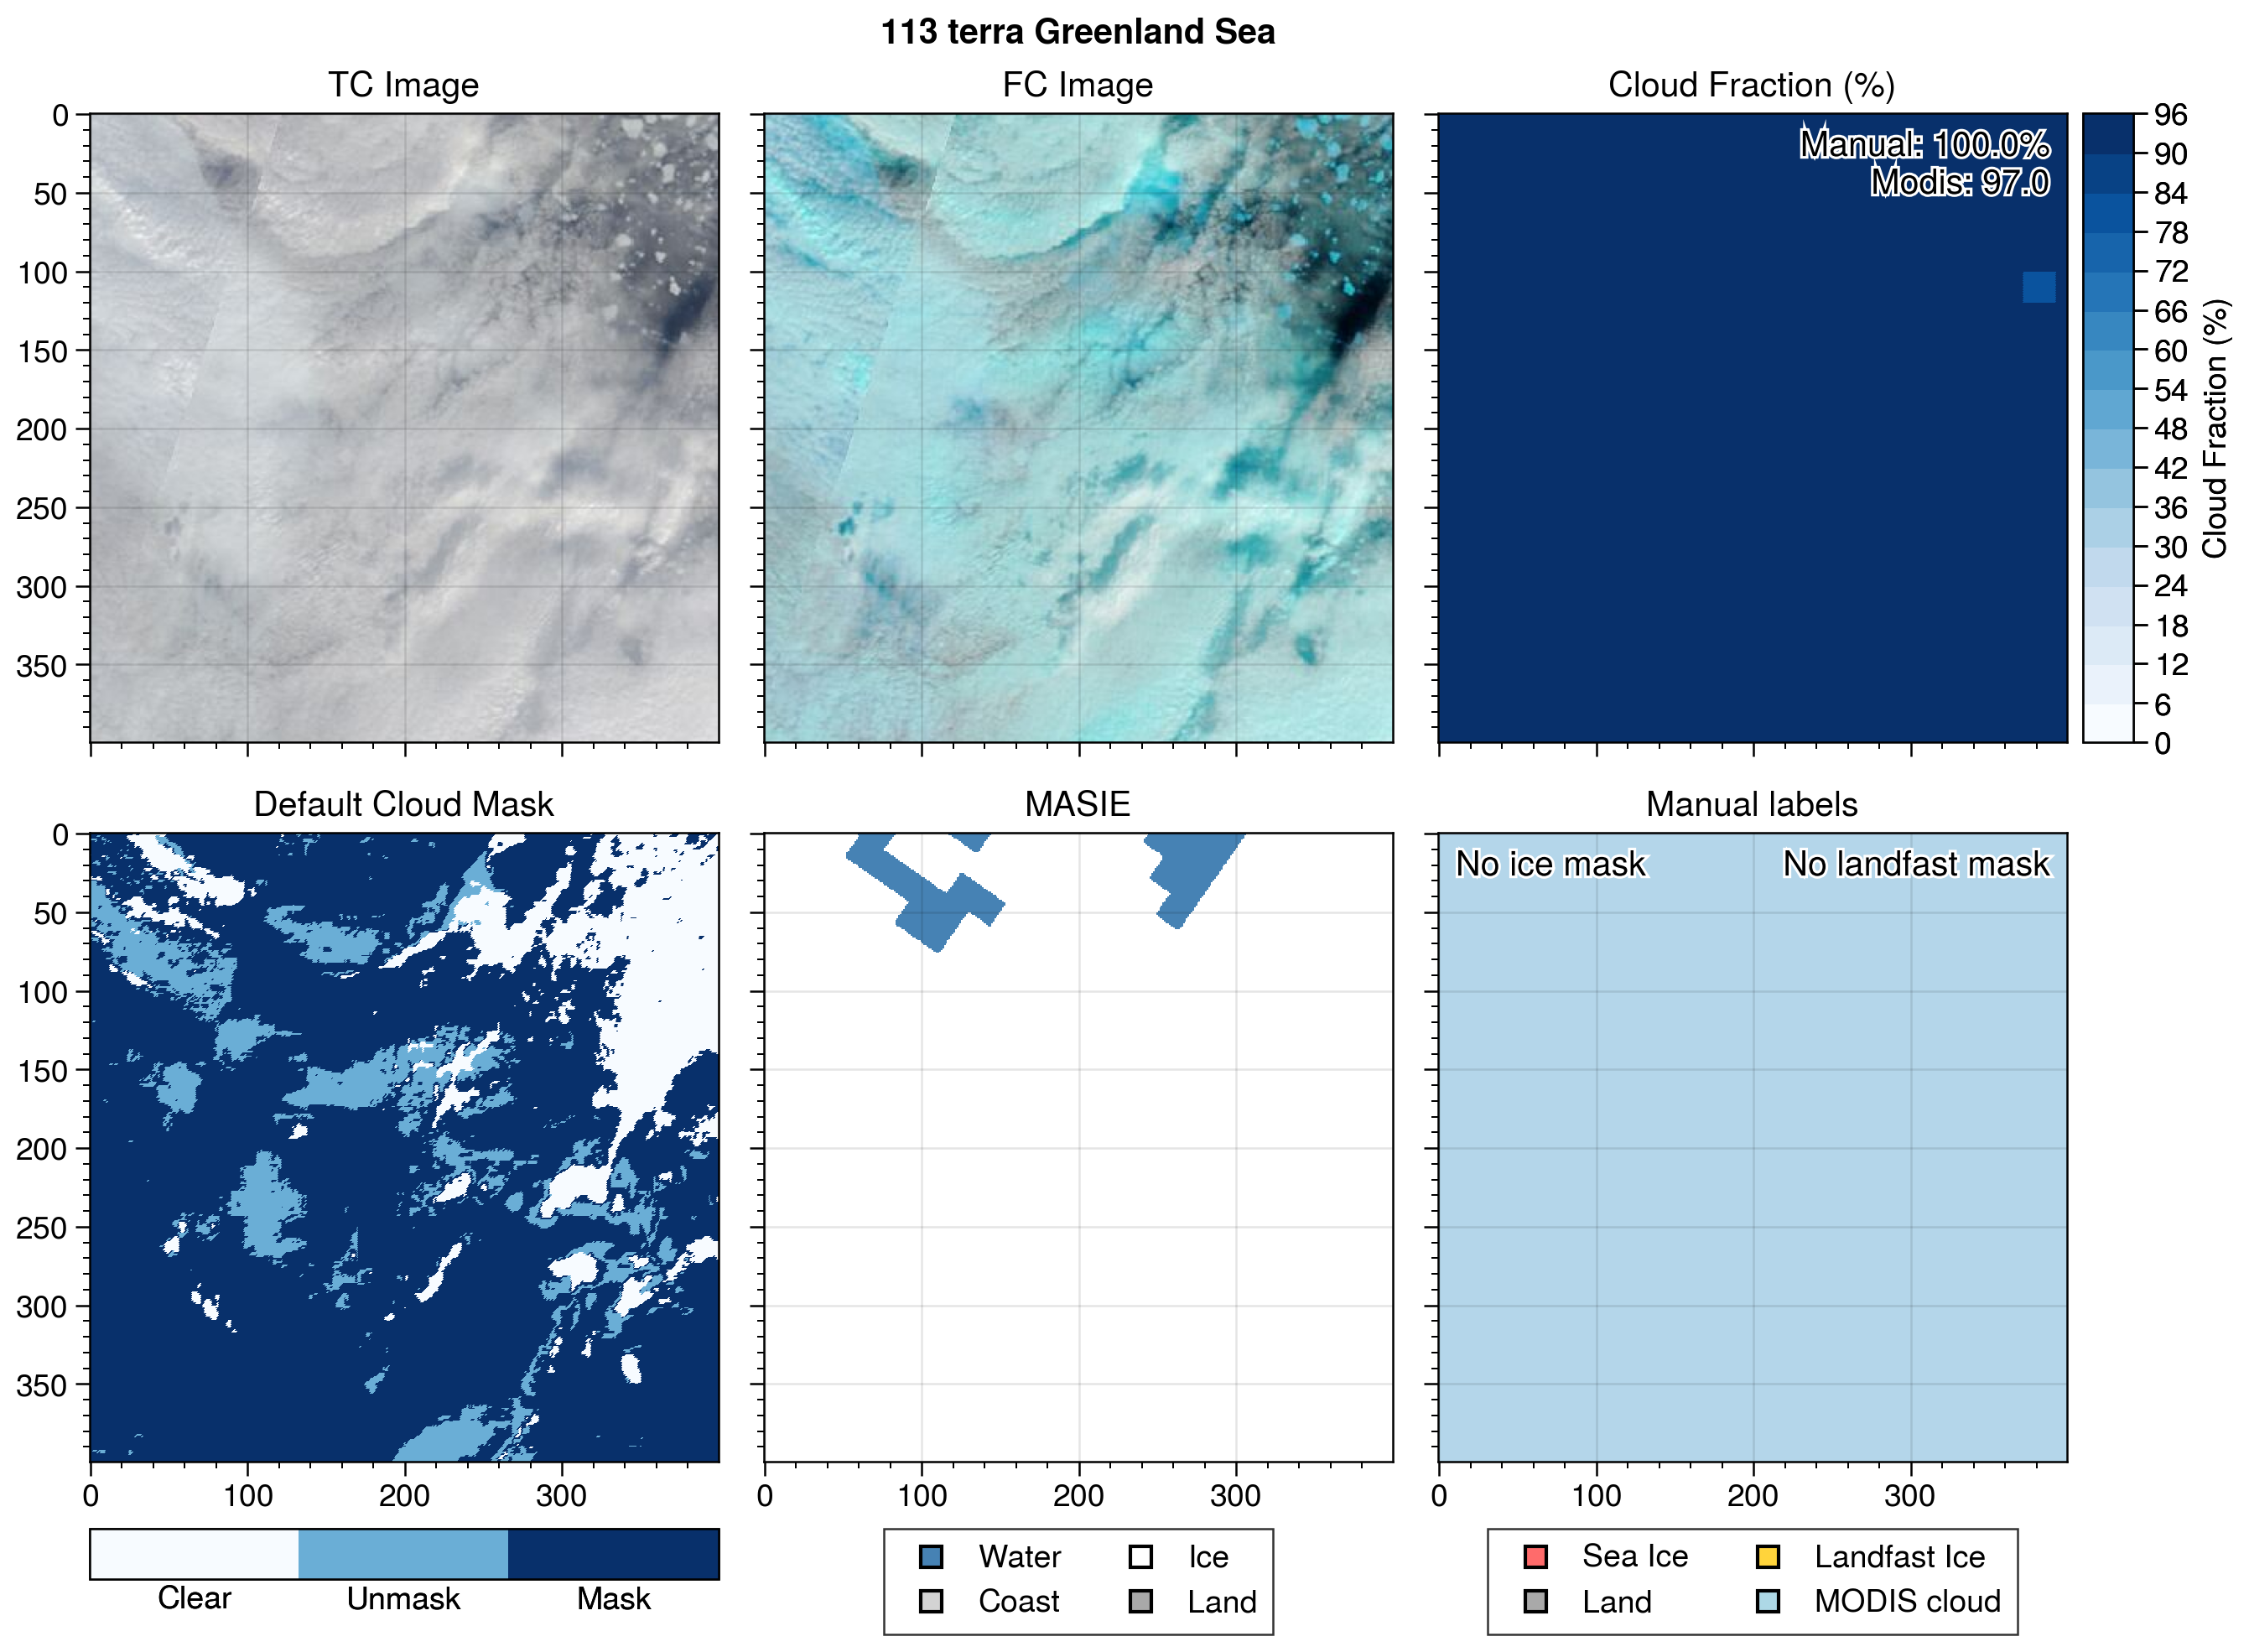 113 terra Greenland Sea
TC Image
FC Image
Cloud Fraction (%)
0
50
100
150
200
250
300
350
Manual: 100.0%
Modis: 97.0
96
90
84
78
72
66
60
54
48
42
36
30
24
18
12
6
0
Cloud Fraction (%)
Default Cloud Mask
MASIE
Manual labels
0
50
100
150
200
250
300
350
No ice mask
No landfast mask
0 100 200 300
0 100 200 300
0 100 200 300
Clear Unmask Mask
Water Ice
Coast Land
Sea Ice Landfast Ice
Land MODIS cloud